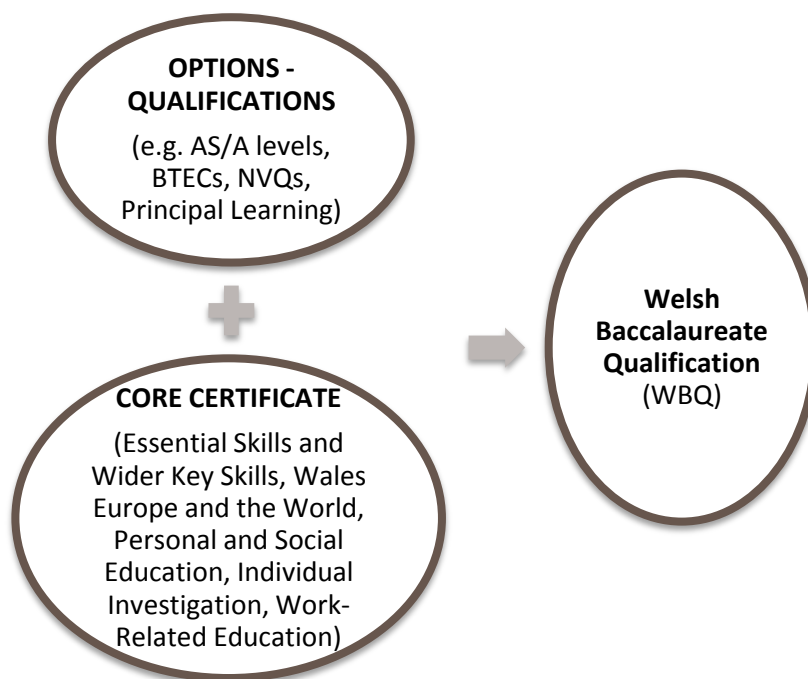 OPTIONS -
QUALIFICATIONS
(e.g. AS/A levels,
BTECs, NVQs,
Principal Learning)
CORE CERTIFICATE
(Essential Skills and
Wider Key Skills, Wales
Europe and the World,
Personal and Social
Education, Individual
Investigation, Work-
Related Education)
Welsh
Baccalaureate
Qualification
(WBQ)